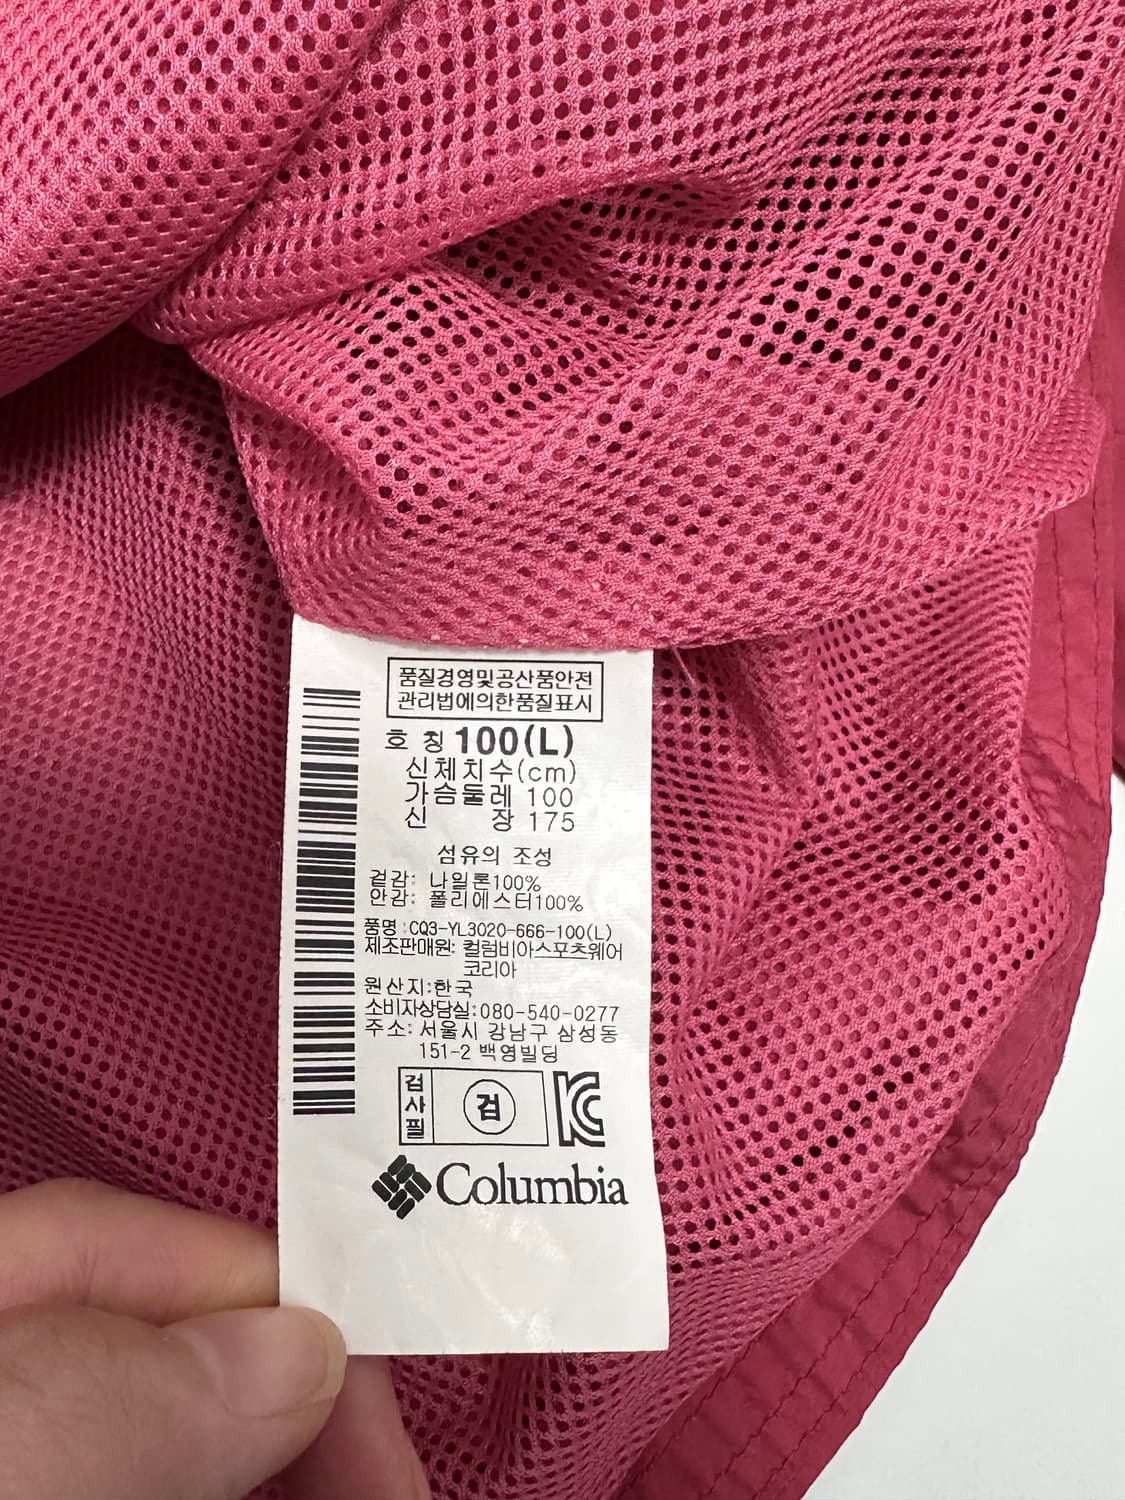 품질경영및공산품안전
관리법에의한품질표시
호 칭 100(L)
신체치수(cm)
가슴둘레 100
신 장 175
섬유의 조성
겉감: 나일론100%
안감: 폴리에스터100%
품명:CQ3-YL3020-666-100(L)
제조판매원: 컬럼비아스포츠웨어
코리아
원산지:한국
소비자상담실:080-540-0277
주소: 서울시 강남구 삼성동
151-2 백영빌딩
검사필
검
KC
Columbia